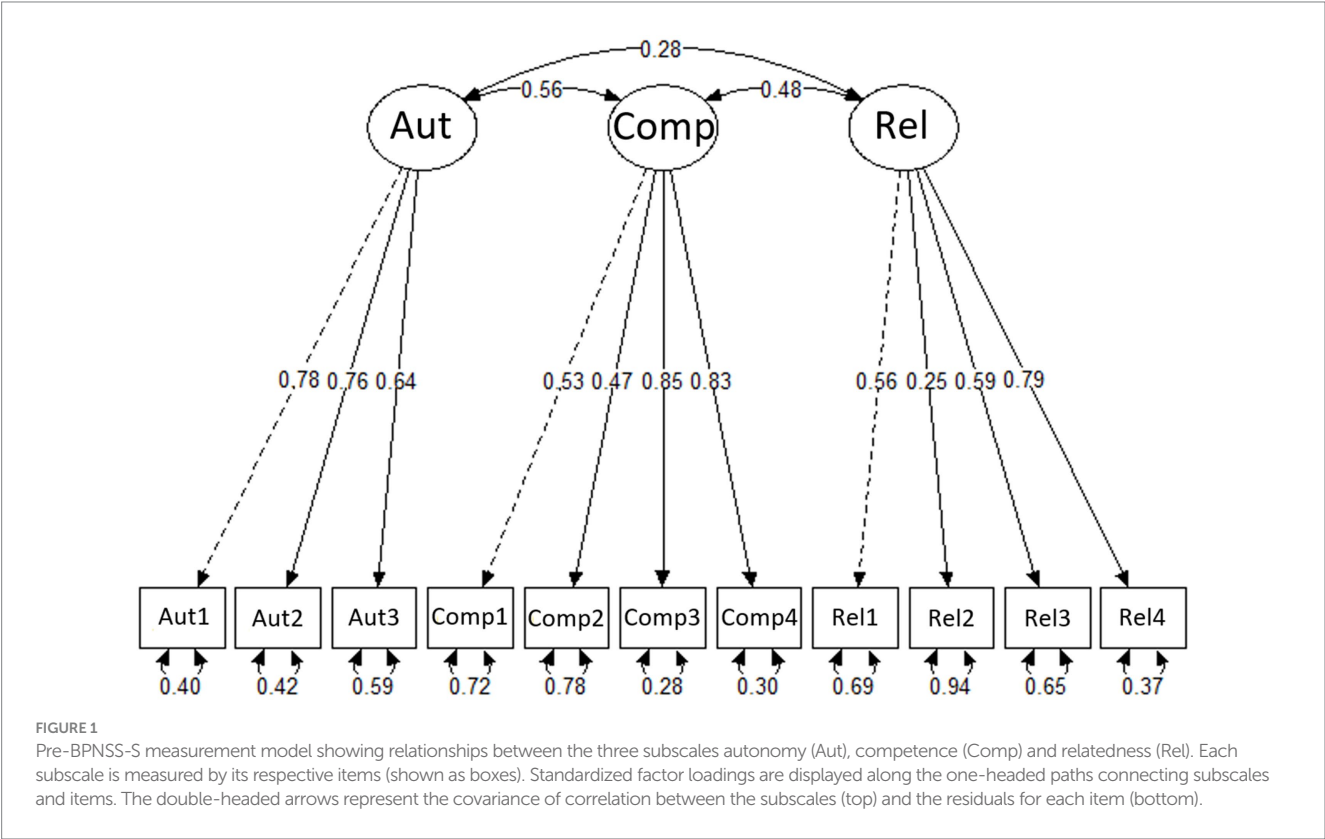 0.28
0.56 0.48
Aut Comp Rel
0.78 0.76 0.64 0.53 0.47 0.85 0.83 0.56 0.25 0.59 0.79
Aut1 Aut2 Aut3 Comp1 Comp2 Comp3 Comp4 Rel1 Rel2 Rel3 Rel4
0.40 0.42 0.59 0.72 0.78 0.28 0.30 0.69 0.94 0.65 0.37
FIGURE 1
Pre-BPNSS-S measurement model showing relationships between the three subscales autonomy (Aut), competence (Comp) and relatedness (Rel). Each
subscale is measured by its respective items (shown as boxes). Standardized factor loadings are displayed along the one-headed paths connecting subscales
and items. The double-headed arrows represent the covariance of correlation between the subscales (top) and the residuals for each item (bottom).